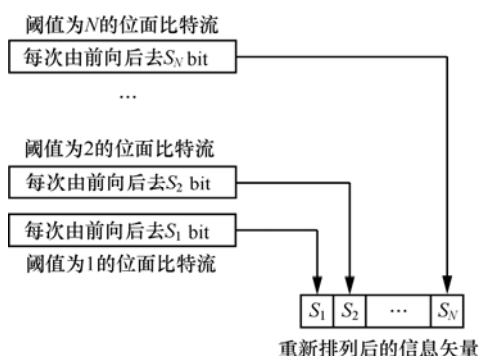 阈值为N的位面比特流
每次由前向后去S_N bit
…
阈值为2的位面比特流
每次由前向后去S_2 bit
每次由前向后去S_1 bit
阈值为1的位面比特流
S_1 S_2 … S_N
重新排列后的信息矢量